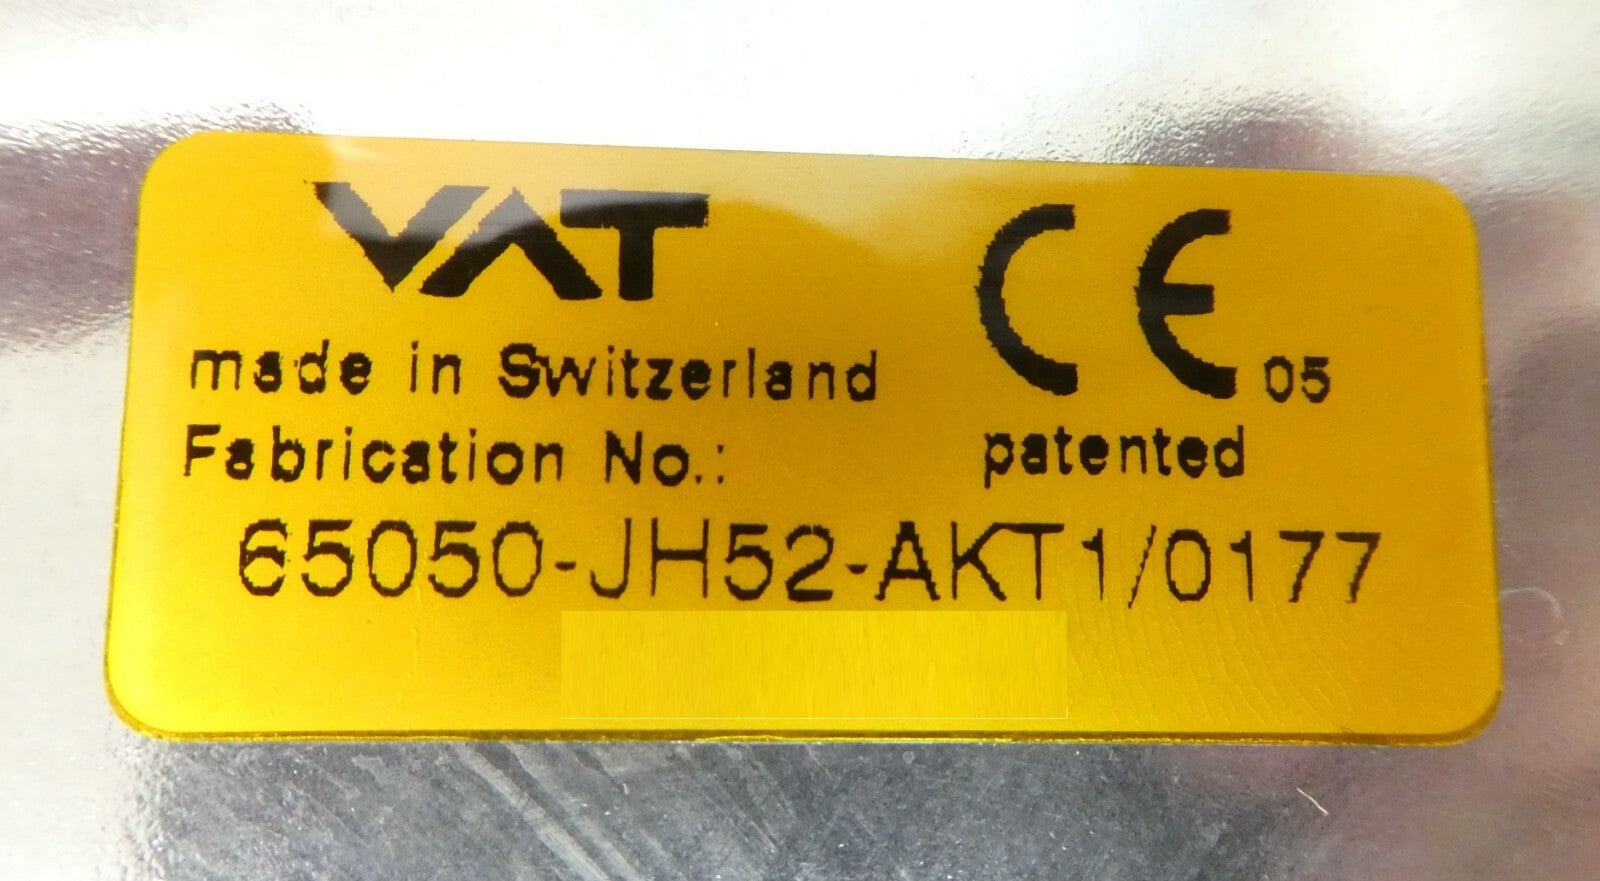 VAT
CE 05
made in Switzerland
Fabrication No.:
patented
65050-JH52-AKT1/0177